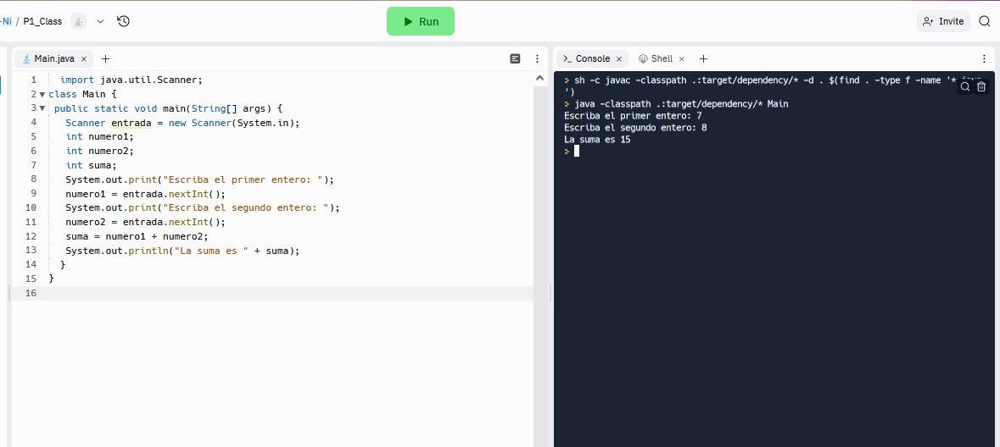 -Ni / P1_Class
Run
Invite
Main.java × +
1 import java.util.Scanner;
2 class Main {
3 public static void main(String[] args) {
4 Scanner entrada = new Scanner(System.in);
5 int numero1;
6 int numero2;
7 int suma;
8 System.out.print("Escriba el primer entero: ");
9 numero1 = entrada.nextInt();
10 System.out.print("Escriba el segundo entero: ");
11 numero2 = entrada.nextInt();
12 suma = numero1 + numero2;
13 System.out.println("La suma es " + suma);
14 }
15 }
16
Console × Shell × +
> sh -c javac -classpath .:target/dependency/* -d . $(find . -type f -name '*
')
> java -classpath .:target/dependency/* Main
Escriba el primer entero: 7
Escriba el segundo entero: 8
La suma es 15
>